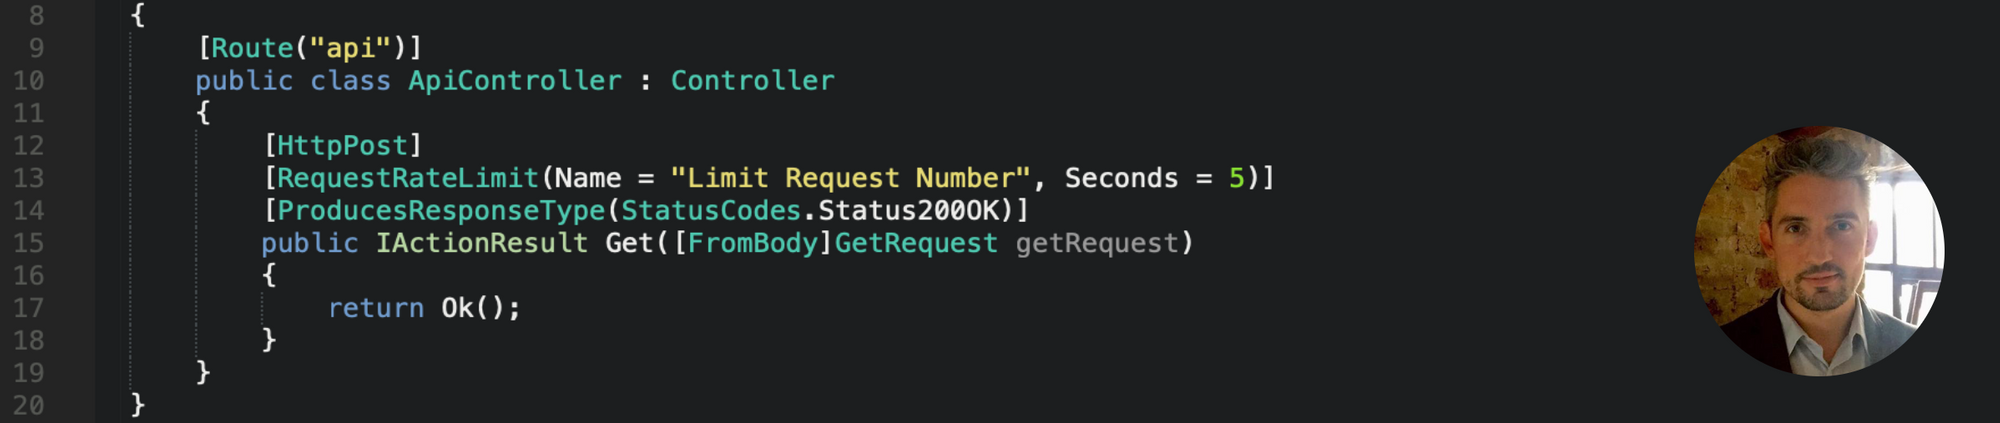 8 {
9 [Route("api")]
10 public class ApiController : Controller
11 {
12 [HttpPost]
13 [RequestRateLimit(Name = "Limit Request Number", Seconds = 5)]
14 [ProducesResponseType(StatusCodes.Status200OK)]
15 public IActionResult Get([FromBody]GetRequest getRequest)
16 {
17 return Ok();
18 }
19 }
20 }